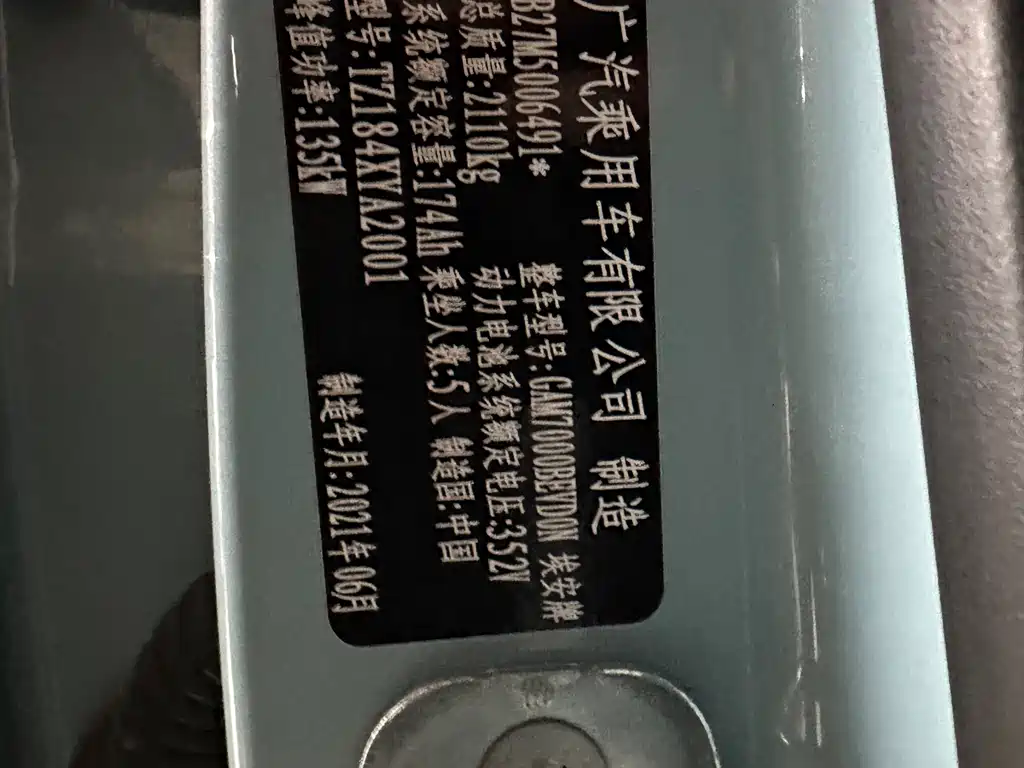 广汽乘用车有限公司 制造
B27M5006491* 整车型号:GAM7000BEVD0N 埃安牌
总质量:2110kg 动力电池系统额定电压:352V
系统额定容量:174Ah 乘坐人数:5人 制造国:中国
型号:TZ184XYA2001
峰值功率:135kW 制造年月:2021年06月